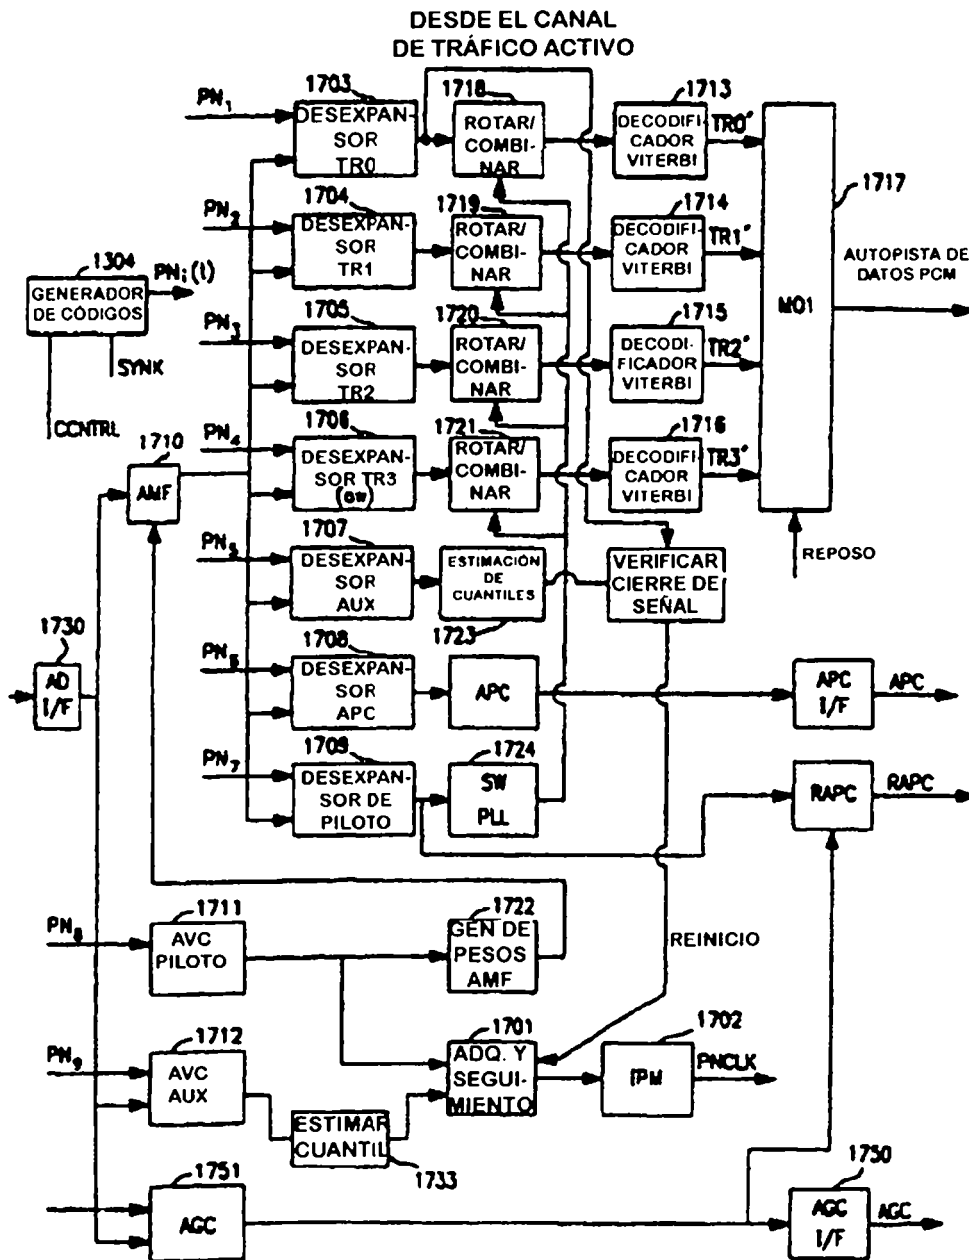 DESDE EL CANAL
DE TRÁFICO ACTIVO
PN1
1703
DESEXPAN-
SOR
TR0
1718
ROTAR/
COMBI-
NAR
1713
DECODIFI-
CADOR
VITERBI
TR0'
1717
MO1
AUTOPISTA DE
DATOS PCM
REPOSO
PN2
1704
DESEXPAN-
SOR
TR1
1719
ROTAR/
COMBI-
NAR
1714
DECODIFI-
CADOR
VITERBI
TR1'
1304
GENERADOR
DE CÓDIGOS
PNi(t)
SYNK
CCNTRL
PN3
1705
DESEXPAN-
SOR
TR2
1720
ROTAR/
COMBI-
NAR
1715
DECODI-
FICADOR
VITERBI
TR2'
PN4
1706
DESEXPAN-
SOR TR3
(BW)
1721
ROTAR/
COMBI-
NAR
1716
DECODIFI-
CADOR
VITERBI
TR3'
1710
AMF
PN5
1707
DESEXPAN-
SOR
AUX
ESTIMACIÓN
DE
CUANTILES
1723
VERIFICAR
CIERRE DE
SEÑAL
1730
AD
I/F
PN6
1708
DESEXPAN-
SOR
APC
APC
APC
I/F
APC
PN7
1709
DESEXPAN-
SOR DE
PILOTO
1724
SW
PLL
RAPC
RAPC
PN8
1711
AVC
PILOTO
1722
GEN DE
PESOS
AMF
REINICIO
PN9
1712
AVC
AUX
ESTIMAR
CUANTIL
1733
1701
ADQ. Y
SEGUI-
MIENTO
1702
IPM
PNCLK
1751
AGC
1750
AGC
I/F
AGC